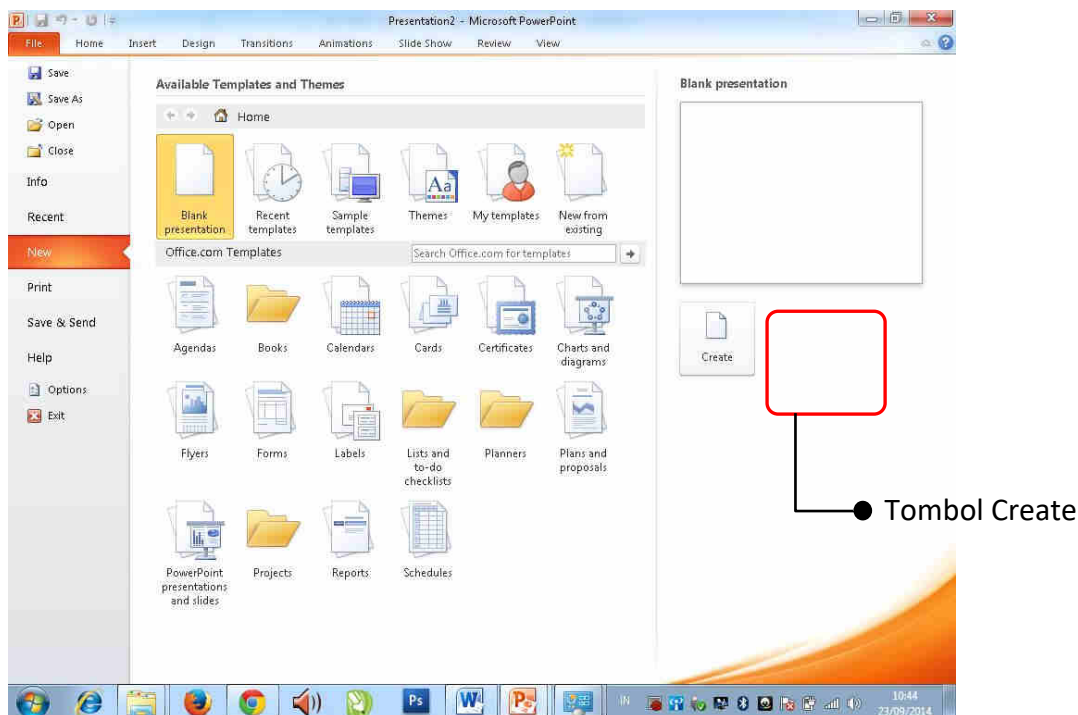 Presentation2 - Microsoft PowerPoint
File Home Insert Design Transitions Animations Slide Show Review View
Save
Save As
Open
Close
Info
Recent
New
Print
Save & Send
Help
Options
Exit
Available Templates and Themes
Home
Blank presentation
Recent templates
Sample templates
Themes
My templates
New from existing
Office.com Templates
Search Office.com for templates
Agendas
Books
Calendars
Cards
Certificates
Charts and diagrams
Flyers
Forms
Labels
Lists and to-do checklists
Planners
Plans and proposals
PowerPoint presentations and slides
Projects
Reports
Schedules
Blank presentation
Create
Tombol Create
Ps
IN
10:44
23/09/2014